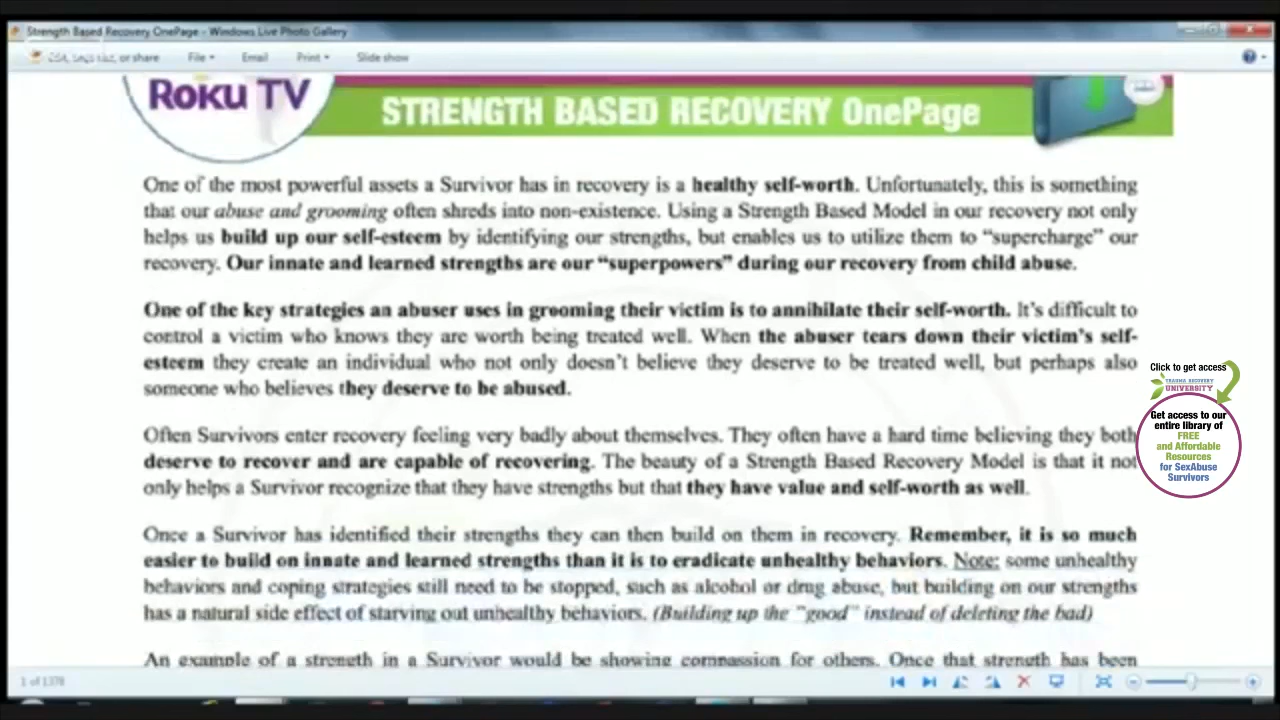 Strength Based Recovery OnePage - Windows Live Photo Gallery
or share File Email Print Slide show
Roku TV
STRENGTH BASED RECOVERY OnePage
One of the most powerful assets a Survivor has in recovery is a healthy self-worth. Unfortunately, this is something
that our abuse and grooming often shreds into non-existence. Using a Strength Based Model in our recovery not only
helps us build up our self-esteem by identifying our strengths, but enables us to utilize them to “supercharge” our
recovery. Our innate and learned strengths are our “superpowers” during our recovery from child abuse.
One of the key strategies an abuser uses in grooming their victim is to annihilate their self-worth. It’s difficult to
control a victim who knows they are worth being treated well. When the abuser tears down their victim’s self-
esteem they create an individual who not only doesn’t believe they deserve to be treated well, but perhaps also
someone who believes they deserve to be abused.
Often Survivors enter recovery feeling very badly about themselves. They often have a hard time believing they both
deserve to recover and are capable of recovering. The beauty of a Strength Based Recovery Model is that it not
only helps a Survivor recognize that they have strengths but that they have value and self-worth as well.
Once a Survivor has identified their strengths they can then build on them in recovery. Remember, it is so much
easier to build on innate and learned strengths than it is to eradicate unhealthy behaviors. Note: some unhealthy
behaviors and coping strategies still need to be stopped, such as alcohol or drug abuse, but building on our strengths
has a natural side effect of starving out unhealthy behaviors. (Building up the "good" instead of deleting the bad)
An example of a strength in a Survivor would be showing compassion for others. Once that strength has been
1 of 1378
Click to get access
TRAUMA RECOVERY
UNIVERSITY
Get access to our
entire library of
FREE
and Affordable
Resources
for SexAbuse
Survivors